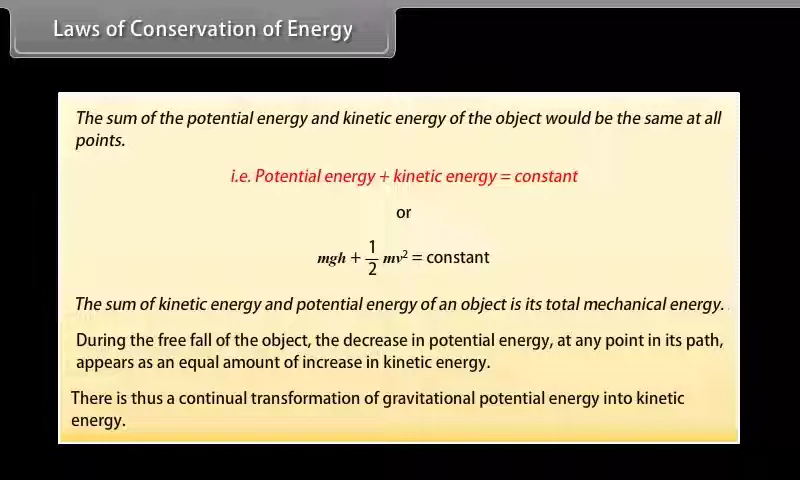 Laws of Conservation of Energy
The sum of the potential energy and kinetic energy of the object would be the same at all
points.
i.e. Potential energy + kinetic energy = constant
or
mgh + 1/2 mv² = constant
The sum of kinetic energy and potential energy of an object is its total mechanical energy.
During the free fall of the object, the decrease in potential energy, at any point in its path,
appears as an equal amount of increase in kinetic energy.
There is thus a continual transformation of gravitational potential energy into kinetic
energy.